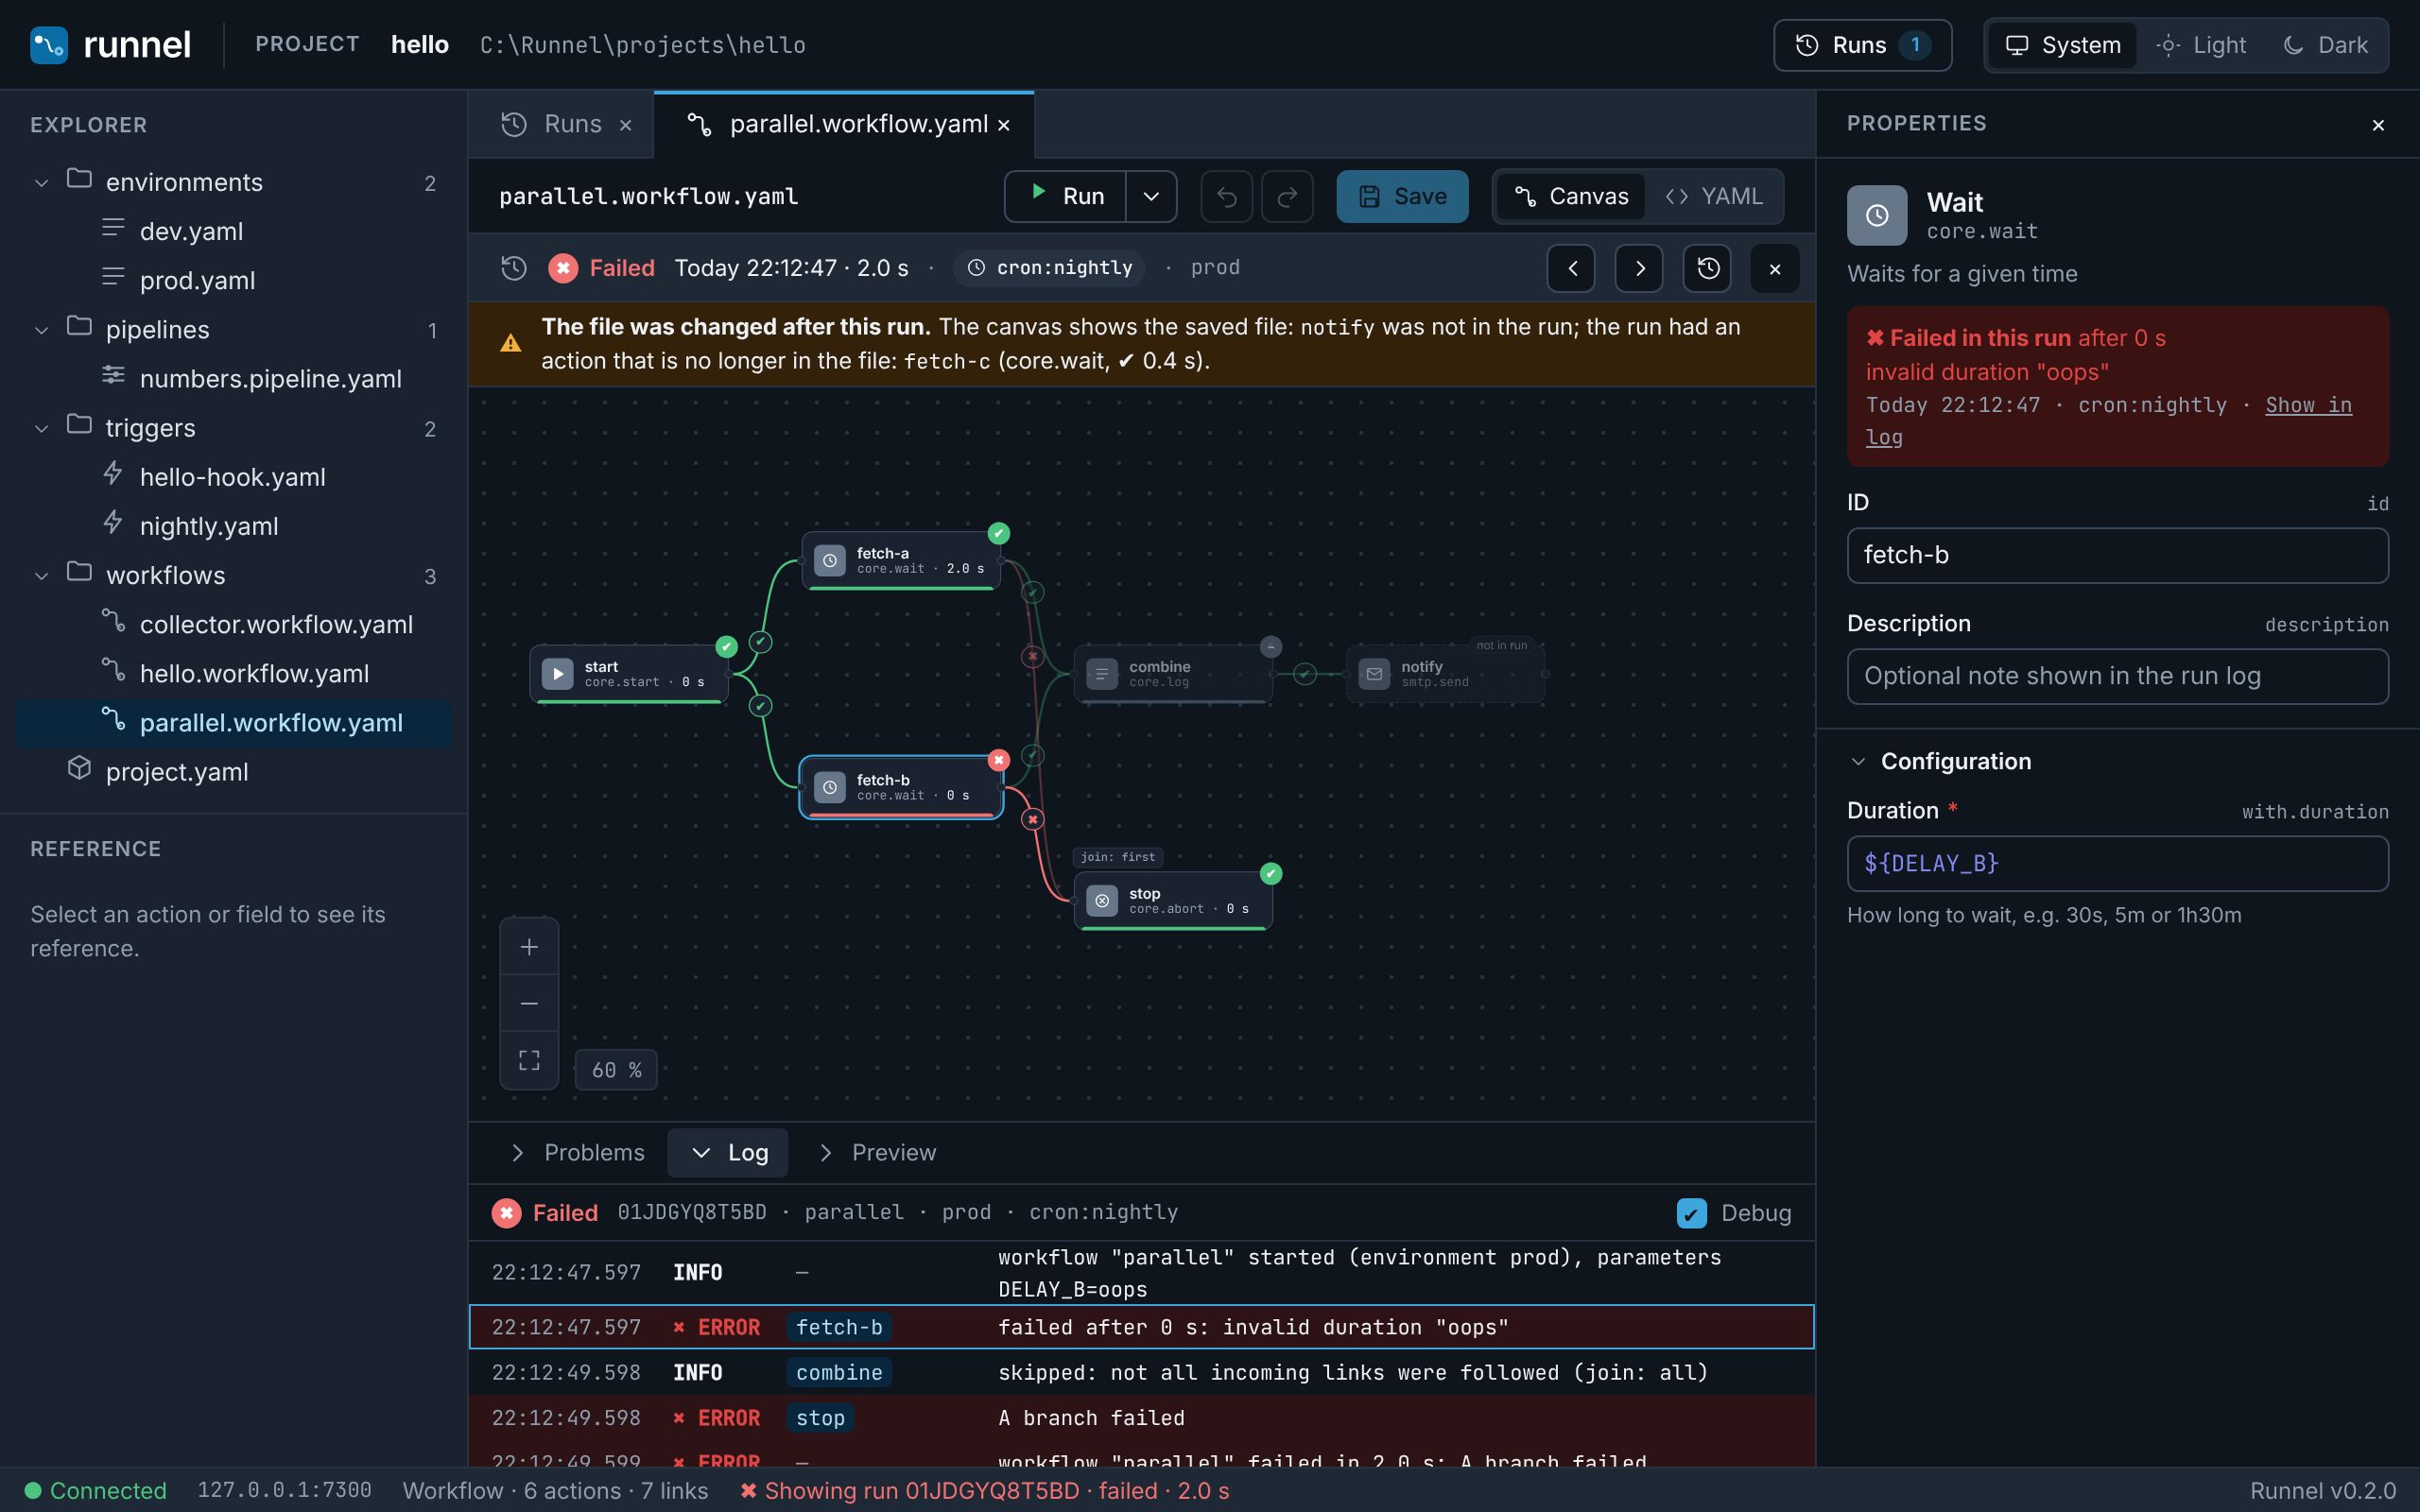 runnel PROJECT hello C:\Runnel\projects\hello Runs 1 System Light Dark
EXPLORER
environments 2
dev.yaml
prod.yaml
pipelines 1
numbers.pipeline.yaml
triggers 2
hello-hook.yaml
nightly.yaml
workflows 3
collector.workflow.yaml
hello.workflow.yaml
parallel.workflow.yaml
project.yaml
REFERENCE
Select an action or field to see its
reference.
Runs × parallel.workflow.yaml ×
parallel.workflow.yaml Run Save Canvas YAML
Failed Today 22:12:47 · 2.0 s · cron:nightly · prod
The file was changed after this run. The canvas shows the saved file: notify was not in the run; the run had an
action that is no longer in the file: fetch-c (core.wait, ✔ 0.4 s).
fetch-a
core.wait · 2.0 s
start
core.start · 0 s
combine
core.log
not in run
notify
smtp.send
fetch-b
core.wait · 0 s
join: first
stop
core.abort · 0 s
60 %
Problems Log Preview
Failed 01JDGYQ8T5BD · parallel · prod · cron:nightly Debug
22:12:47.597 INFO – workflow "parallel" started (environment prod), parameters
DELAY_B=oops
22:12:47.597 ✖ ERROR fetch-b failed after 0 s: invalid duration "oops"
22:12:49.598 INFO combine skipped: not all incoming links were followed (join: all)
22:12:49.598 ✖ ERROR stop A branch failed
22:12:49.599 ✖ ERROR – workflow "parallel" failed in 2.0 s: A branch failed
PROPERTIES ×
Wait
core.wait
Waits for a given time
✖ Failed in this run after 0 s
invalid duration "oops"
Today 22:12:47 · cron:nightly · Show in
log
ID id
fetch-b
Description description
Optional note shown in the run log
Configuration
Duration * with.duration
${DELAY_B}
How long to wait, e.g. 30s, 5m or 1h30m
Connected 127.0.0.1:7300 Workflow · 6 actions · 7 links ✖ Showing run 01JDGYQ8T5BD · failed · 2.0 s Runnel v0.2.0